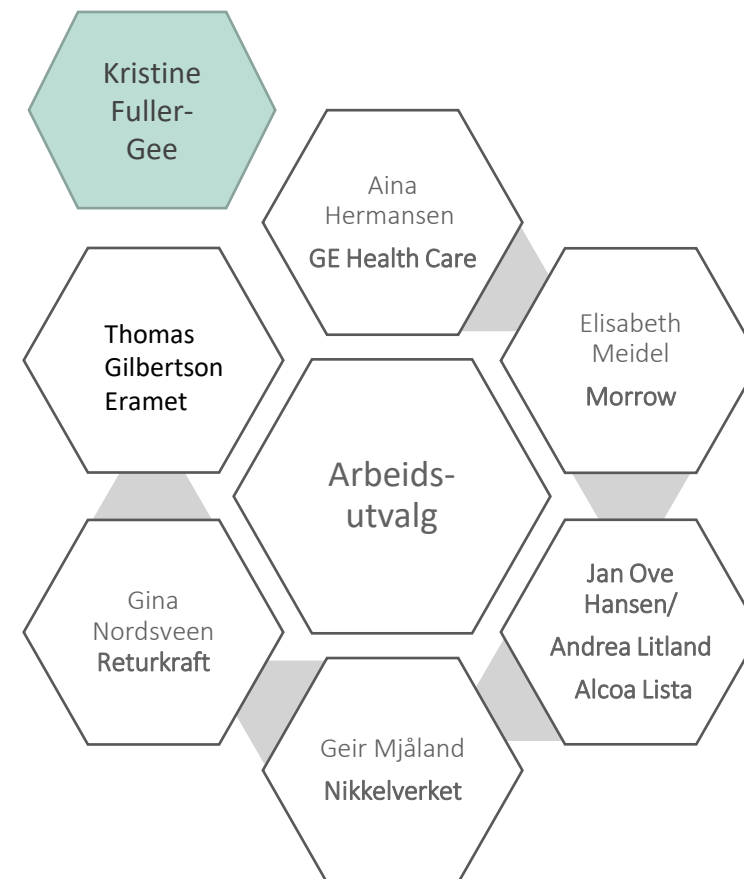 Kristine
Fuller-
Gee
Aina
Hermansen
GE Health Care
Thomas
Gilbertson
Eramet
Elisabeth
Meidel
Morrow
Arbeids-
utvalg
Jan Ove
Hansen/
Andrea Litland
Alcoa Lista
Gina
Nordsveen
Returkraft
Geir Mjåland
Nikkelverket